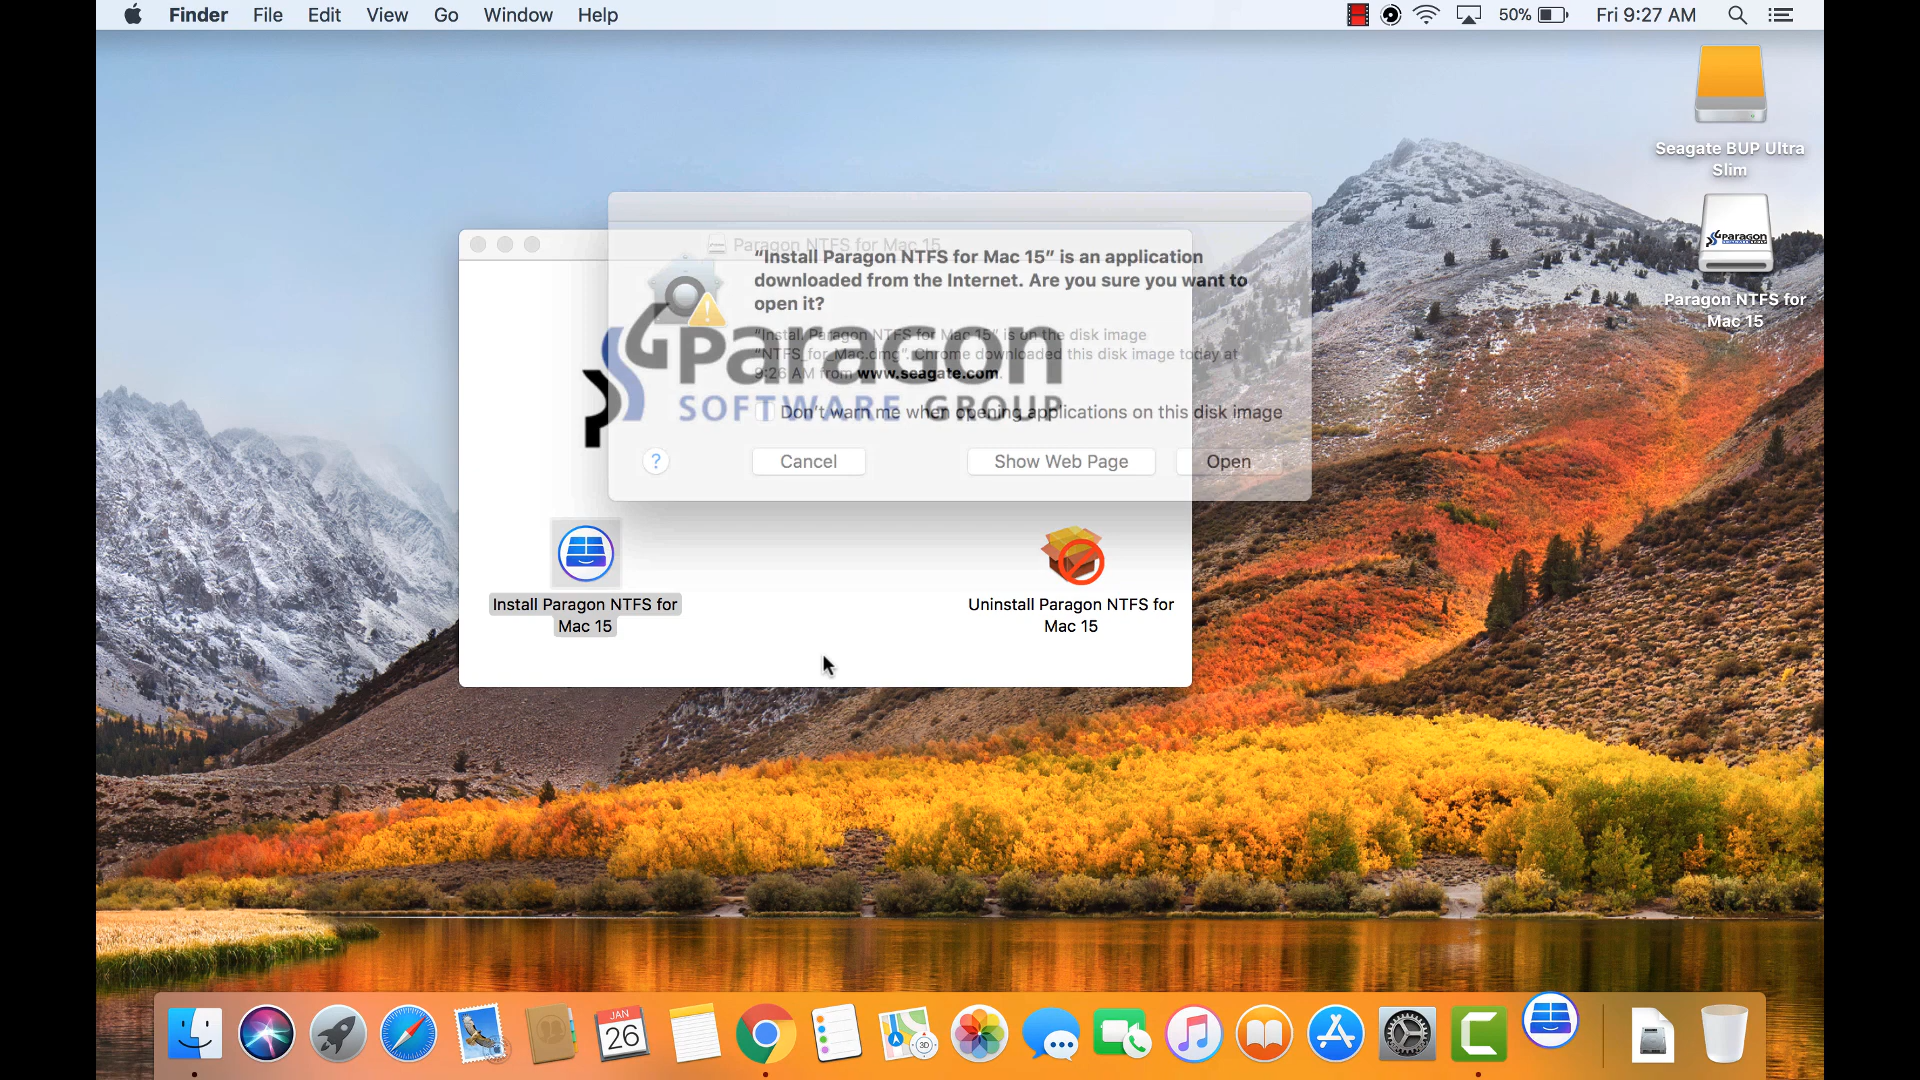 Finder File Edit View Go Window Help
50% Fri 9:27 AM
Seagate BUP Ultra
Slim
Paragon
Paragon NTFS for
Mac 15
Paragon NTFS for Mac 15
“Install Paragon NTFS for Mac 15” is an application
downloaded from the Internet. Are you sure you want to
open it?
“Install Paragon NTFS for Mac 15” is on the disk image
“NTFS_for_Mac.dmg”. Chrome downloaded this disk image today at
9:26 AM from www.seagate.com.
Paragon
SOFTWARE GROUP
Don’t warn me when opening applications on this disk image
? Cancel Show Web Page Open
Install Paragon NTFS for
Mac 15
Uninstall Paragon NTFS for
Mac 15
JAN
26
3D